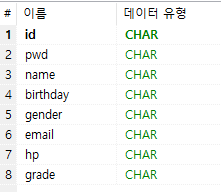 # 이름 데이터 유형
1 id CHAR
2 pwd CHAR
3 name CHAR
4 birthday CHAR
5 gender CHAR
6 email CHAR
7 hp CHAR
8 grade CHAR